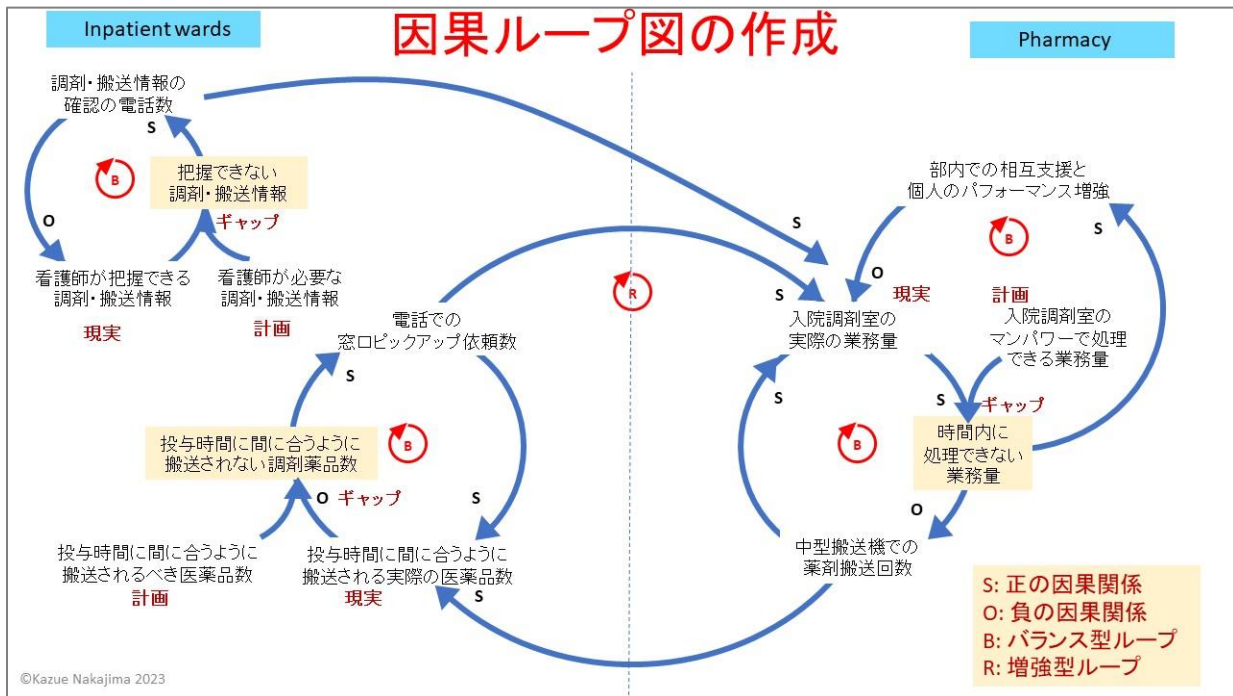 Inpatient wards
因果ループ図の作成
Pharmacy
調剤・搬送情報の
確認の電話数
S
S
B
把握できない
調剤・搬送情報
O
ギャップ
看護師が把握できる
調剤・搬送情報
現実
看護師が必要な
調剤・搬送情報
計画
電話での
窓口ピックアップ依頼数
S
B
投与時間に間に合うように
搬送されない調剤薬品数
S
O
ギャップ
投与時間に間に合うように
搬送されるべき医薬品数
計画
投与時間に間に合うように
搬送される実際の医薬品数
現実
S
R
部内での相互支援と
個人のパフォーマンス増強
S
B
O
現実
計画
S
入院調剤室の
実際の業務量
入院調剤室の
マンパワーで処理
できる業務量
S
S
ギャップ
B
時間内に
処理できない
業務量
O
中型搬送機での
薬剤搬送回数
S: 正の因果関係
O: 負の因果関係
B: バランス型ループ
R: 増強型ループ
©Kazue Nakajima 2023